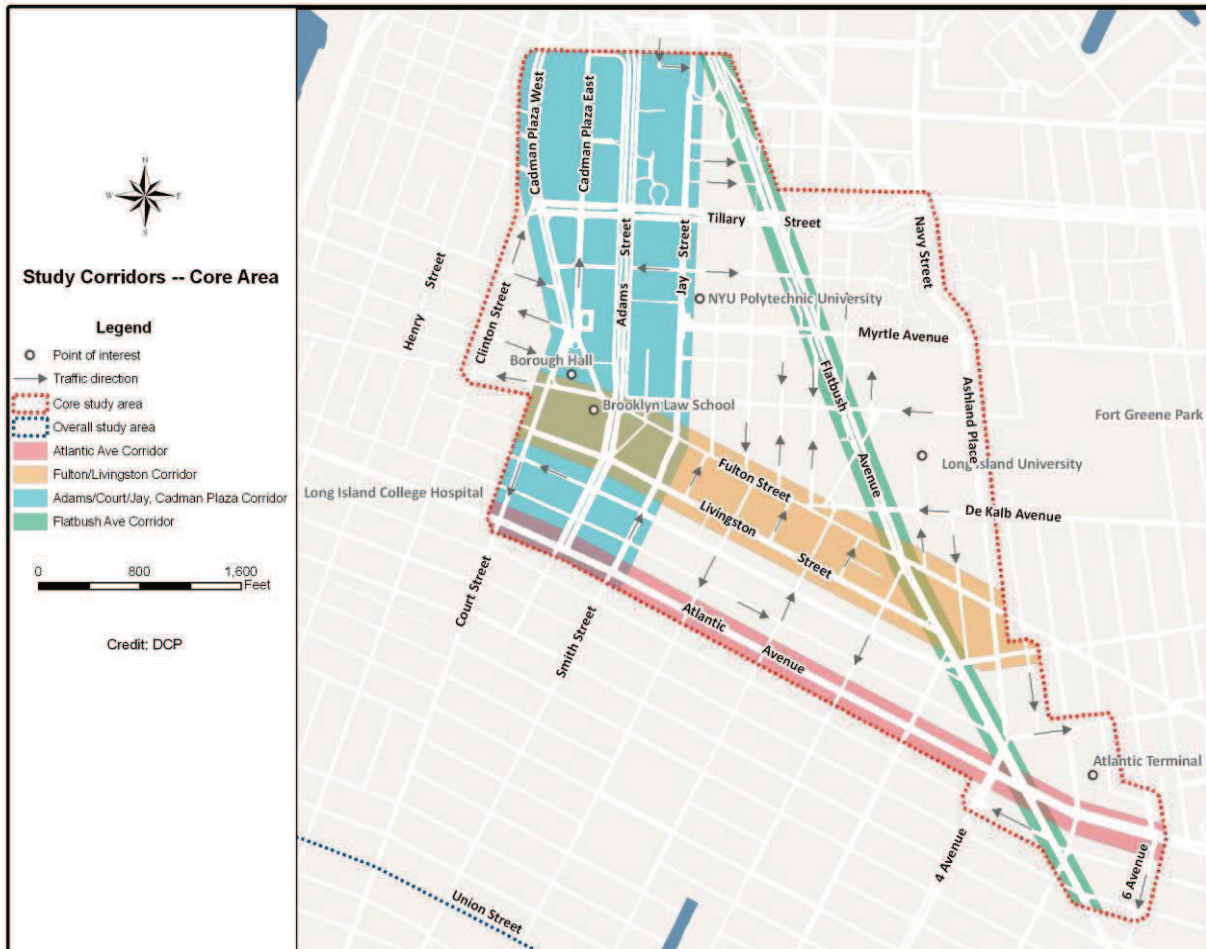 N
W
E
S
Study Corridors -- Core Area
Legend
Point of interest
Traffic direction
Core study area
Overall study area
Atlantic Ave Corridor
Fulton/Livingston Corridor
Adams/Court/Jay, Cadman Plaza Corridor
Flatbush Ave Corridor
0 800 1,600
Feet
Credit: DCP
Cadman Plaza West
Cadman Plaza East
Adams Street
Jay Street
Tillary Street
Navy Street
Henry Street
Clinton Street
NYU Polytechnic University
Myrtle Avenue
Borough Hall
Brooklyn Law School
Flatbush Avenue
Ashland Place
Fort Greene Park
Long Island University
Long Island College Hospital
Fulton Street
Livingston Street
De Kalb Avenue
Court Street
Smith Street
Atlantic Avenue
Atlantic Terminal
4 Avenue
6 Avenue
Union Street